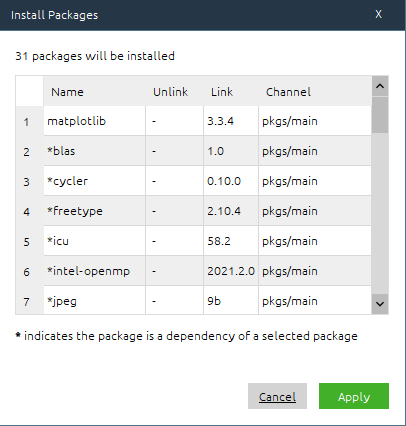 Install Packages X
31 packages will be installed
Name Unlink Link Channel
1 matplotlib - 3.3.4 pkgs/main
2 *blas - 1.0 pkgs/main
3 *cycler - 0.10.0 pkgs/main
4 *freetype - 2.10.4 pkgs/main
5 *icu - 58.2 pkgs/main
6 *intel-openmp - 2021.2.0 pkgs/main
7 *jpeg - 9b pkgs/main
* indicates the package is a dependency of a selected package
Cancel Apply